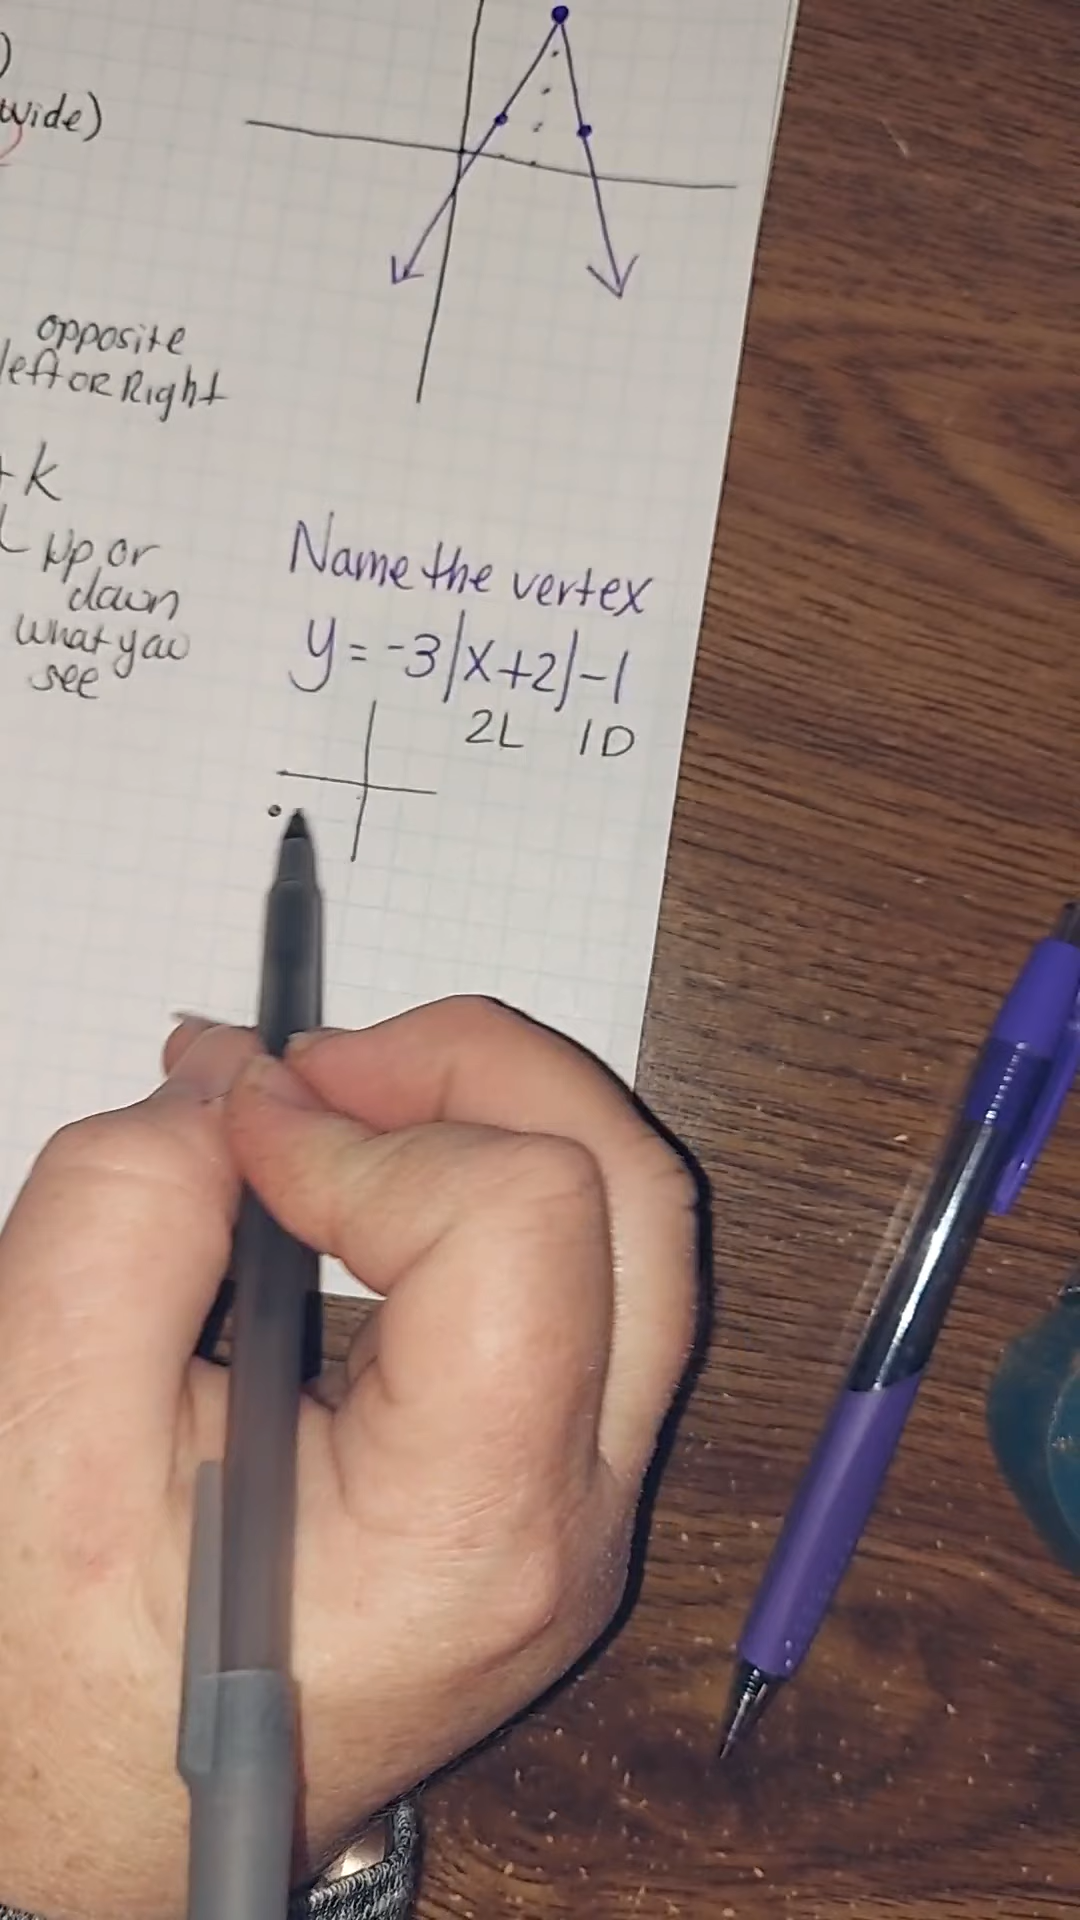 )
wide)
opposite
left OR Right
+ k
Up or
down
what you
see
Name the vertex
y = -3|x+2|-1
2L 1D